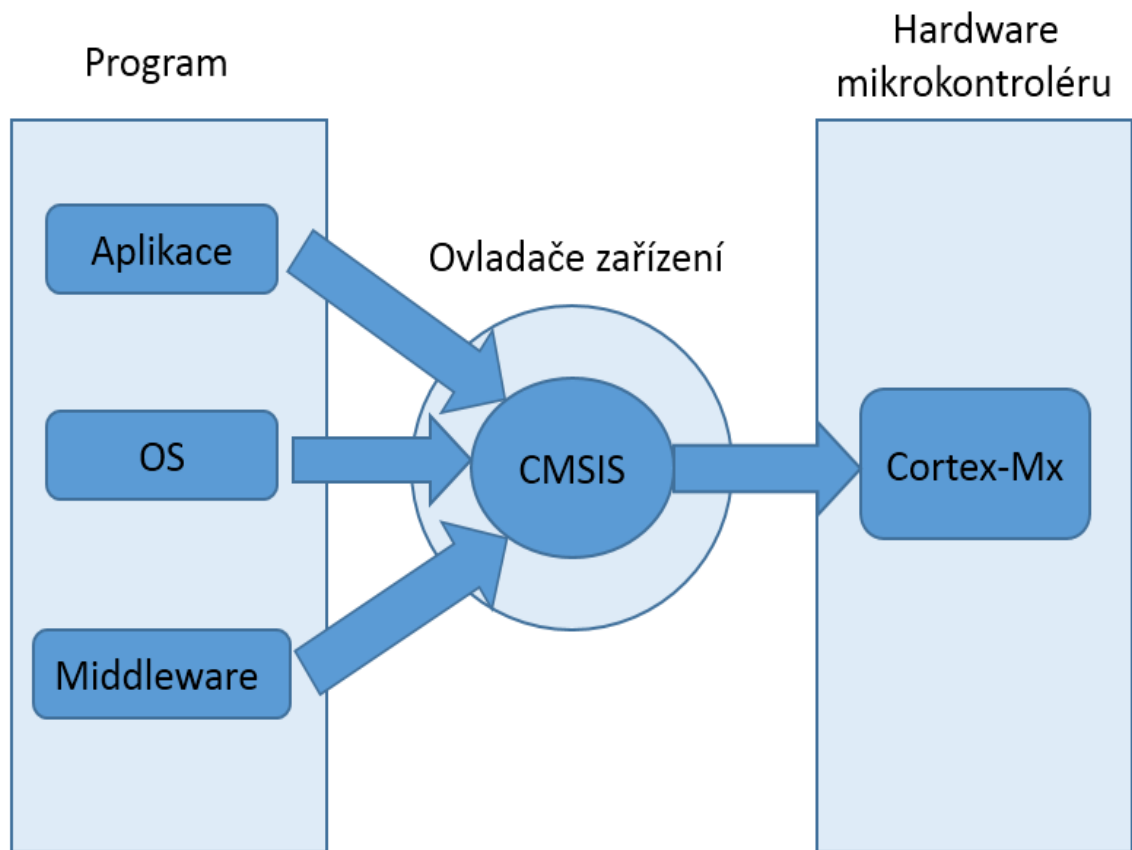 Program
Hardware
mikrokontroléru
Aplikace
Ovladače zařízení
OS
CMSIS
Cortex-Mx
Middleware